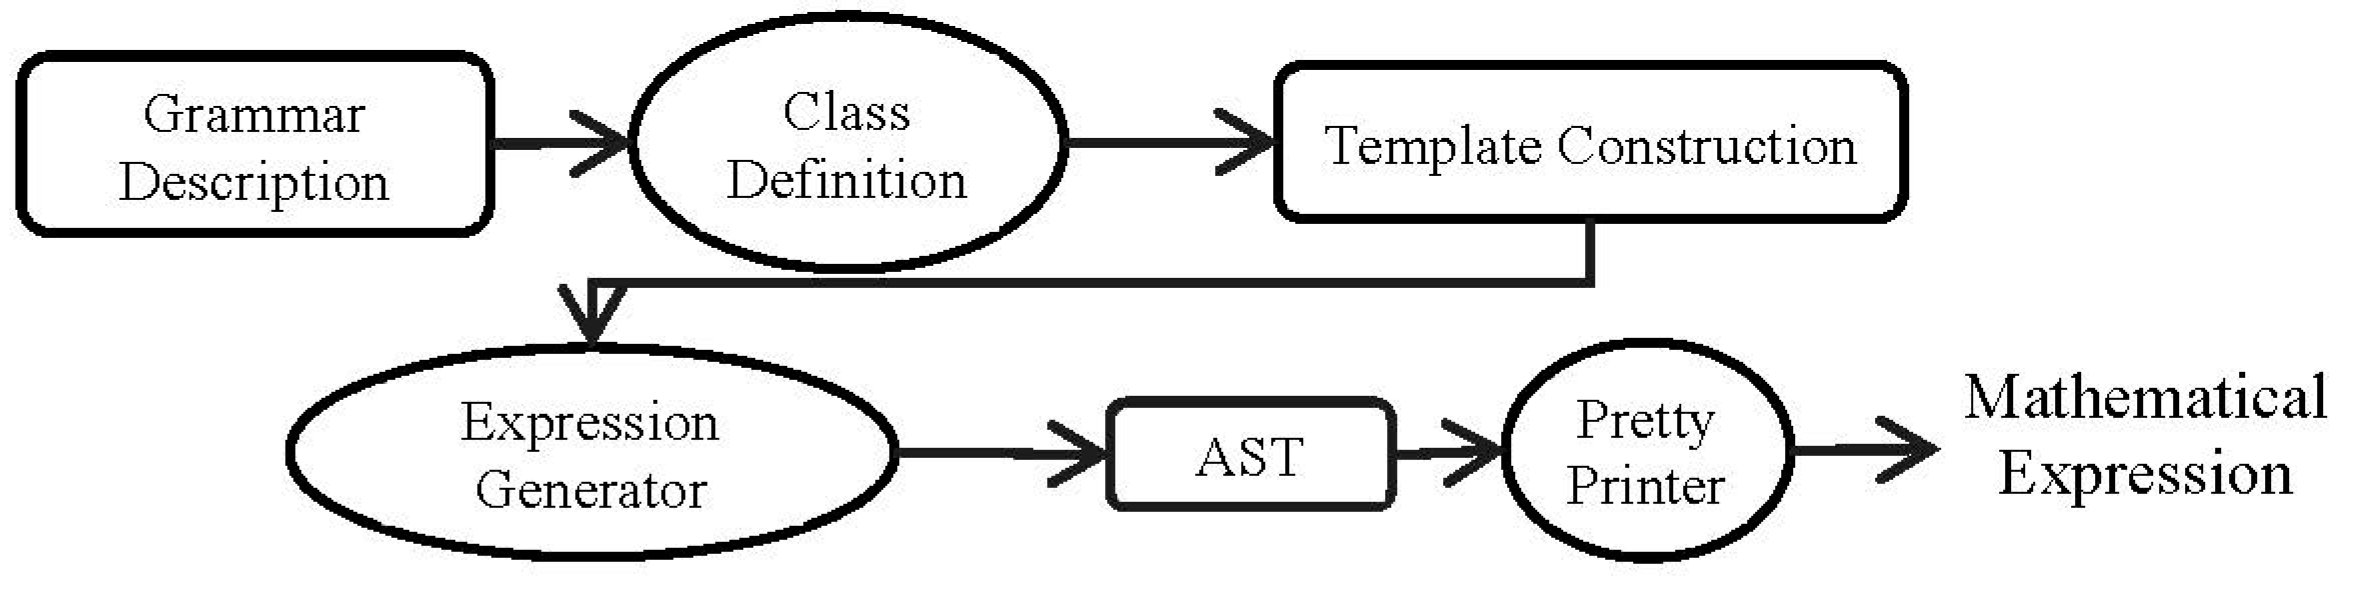 Grammar
Description
Class
Definition
Template Construction
Expression
Generator
AST
Pretty
Printer
Mathematical
Expression